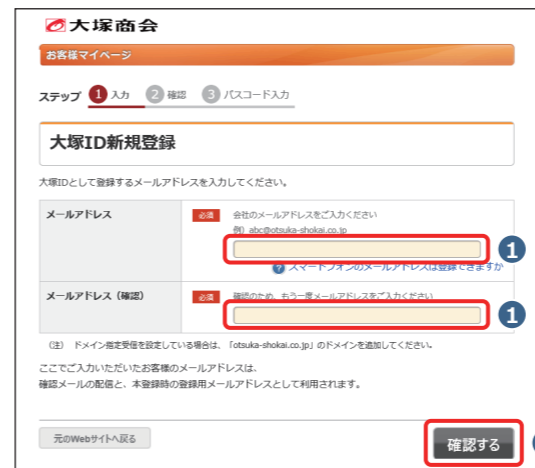 大塚商会
お客様マイページ
ステップ 1 入力 2 確認 3 パスコード入力
大塚ID新規登録
大塚IDとして登録するメールアドレスを入力してください。
メールアドレス 必須 会社のメールアドレスをご入力ください
例) abc@otsuka-shokai.co.jp
1
? スマートフォンのメールアドレスは登録できますか
メールアドレス（確認） 必須 確認のため、もう一度メールアドレスをご入力ください
1
（注） ドメイン指定受信を設定している場合は、「otsuka-shokai.co.jp」のドメインを追加してください。
ここでご入力いただいたお客様のメールアドレスは、
確認メールの配信と、本登録時の登録用メールアドレスとして利用されます。
元のWebサイトへ戻る 確認する